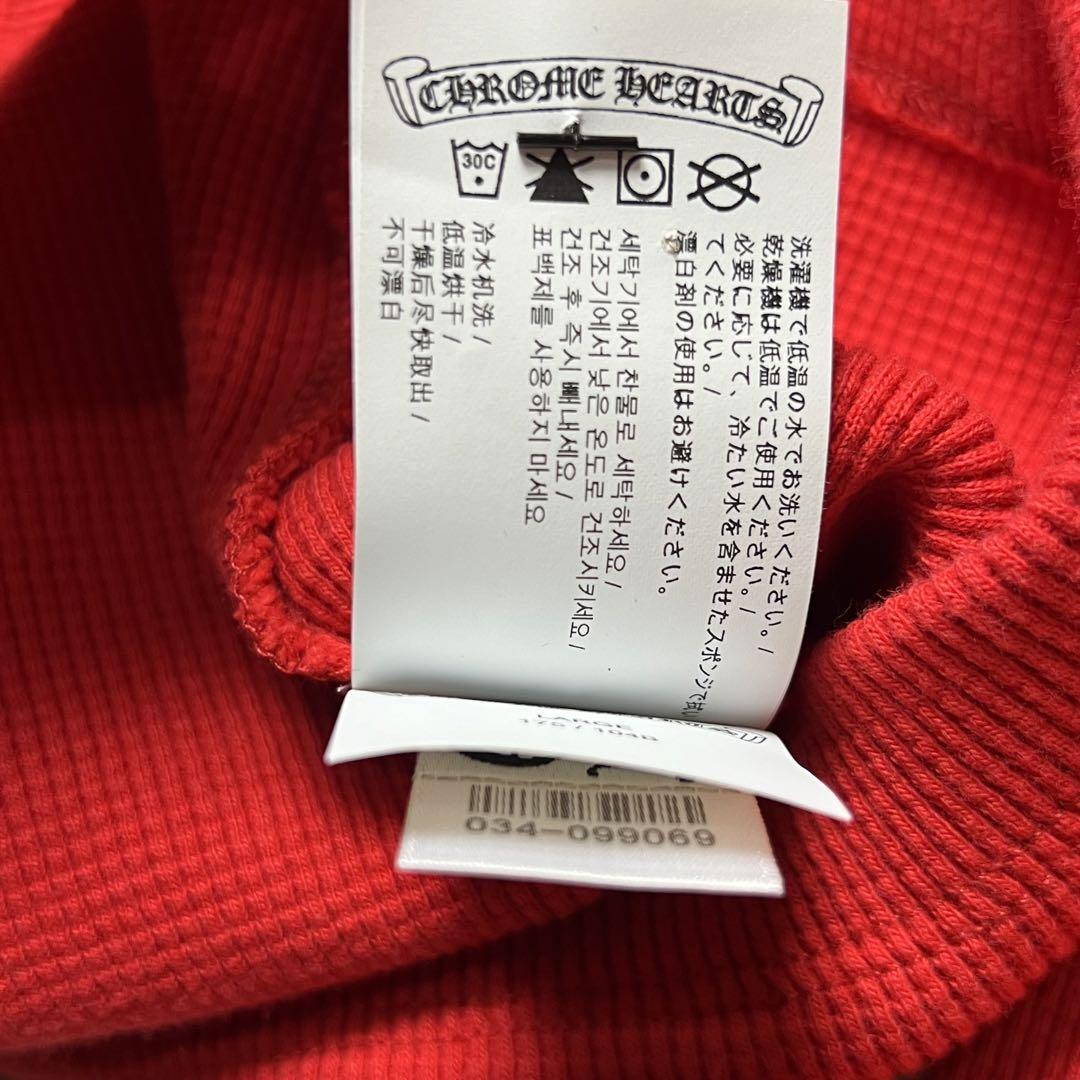 CHROME HEARTS
30C
洗濯機で低温の水でお洗いください。/
乾燥機は低温でご使用ください。/
必要に応じて、冷たい水を含ませたスポンジで拭い
てください。/
漂白剤の使用はお避けください。
세탁기에서 찬물로 세탁하세요/
건조기에서 낮은 온도로 건조시키세요/
건조 후 즉시 빼내세요/
표백제를 사용하지 마세요
冷水机洗/
低温烘干/
干燥后尽快取出/
不可漂白
LARGE
034-099069